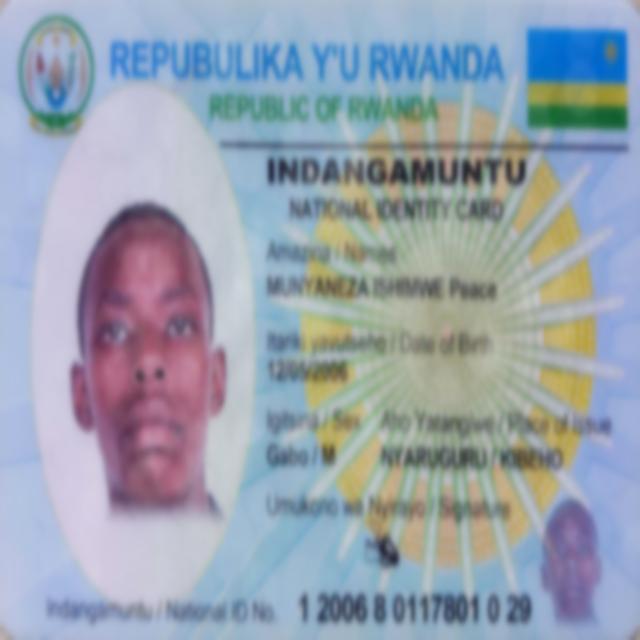 REPUBULIKA Y'U RWANDA
REPUBLIC OF RWANDA
INDANGAMUNTU
NATIONAL IDENTITY CARD
Amazina / Names
MUNYANEZA ISHIMWE Peace
Itariki yavutseho / Date of Birth
12/05/2006
Igitsina / Sex Aho Yatangiwe / Place of Issue
Gabo / M NYARUGURU / KIBEHO
Umukono wa Nyirayo / Signature
Indangamuntu / National ID No. 1 2006 8 0117801 0 29